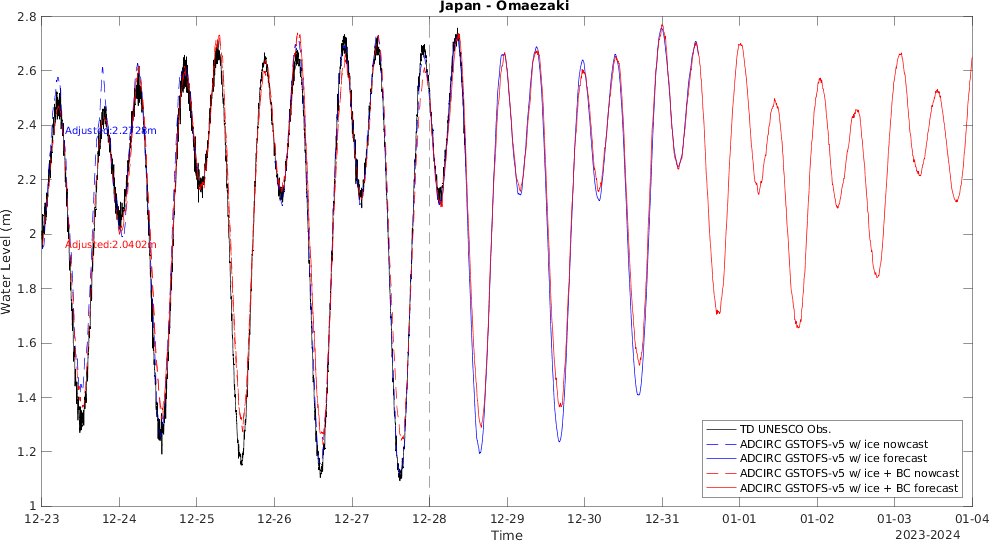 Japan - Omaezaki
Water Level (m)
2.8
2.6
2.4
2.2
2
1.8
1.6
1.4
1.2
1
Adjusted:2.2728m
Adjusted:2.0402m
TD UNESCO Obs.
ADCIRC GSTOFS-v5 w/ ice nowcast
ADCIRC GSTOFS-v5 w/ ice forecast
ADCIRC GSTOFS-v5 w/ ice + BC nowcast
ADCIRC GSTOFS-v5 w/ ice + BC forecast
12-23 12-24 12-25 12-26 12-27 12-28 12-29 12-30 12-31 01-01 01-02 01-03 01-04
Time
2023-2024